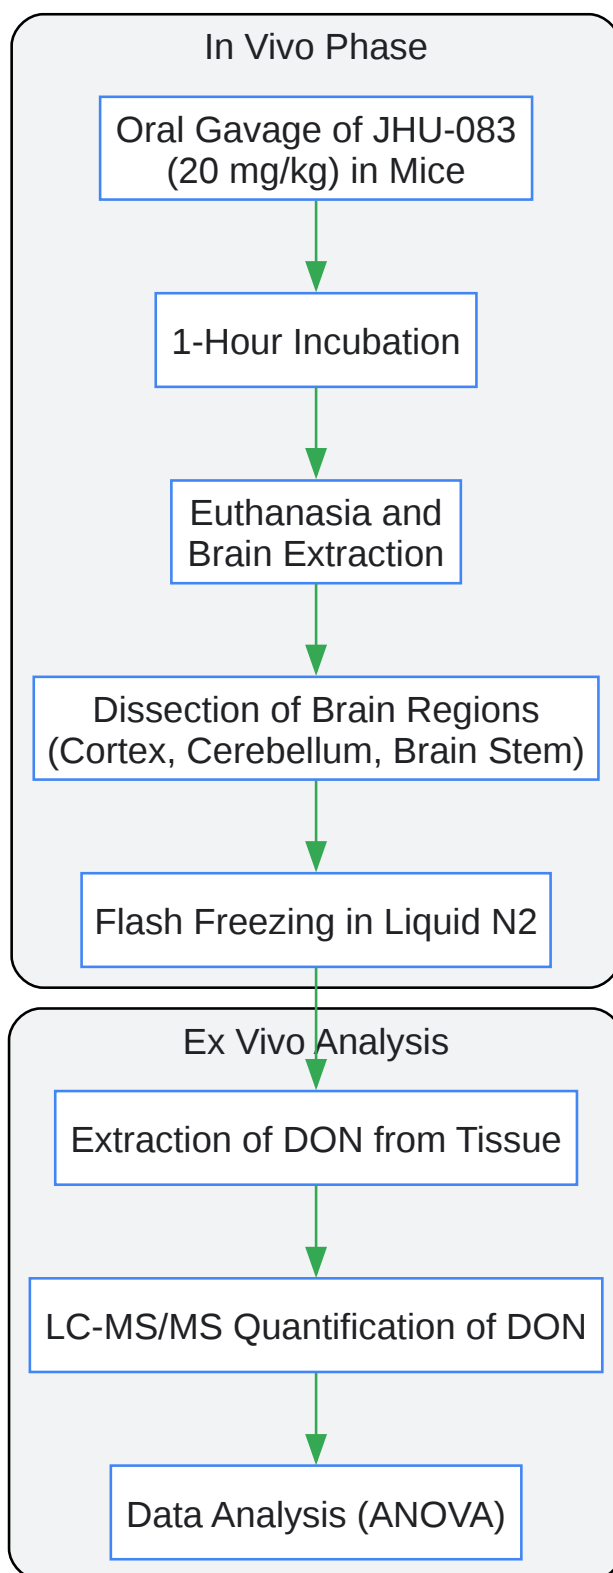 In Vivo Phase
Oral Gavage of JHU-083
(20 mg/kg) in Mice
1-Hour Incubation
Euthanasia and
Brain Extraction
Dissection of Brain Regions
(Cortex, Cerebellum, Brain Stem)
Flash Freezing in Liquid N2
Ex Vivo Analysis
Extraction of DON from Tissue
LC-MS/MS Quantification of DON
Data Analysis (ANOVA)